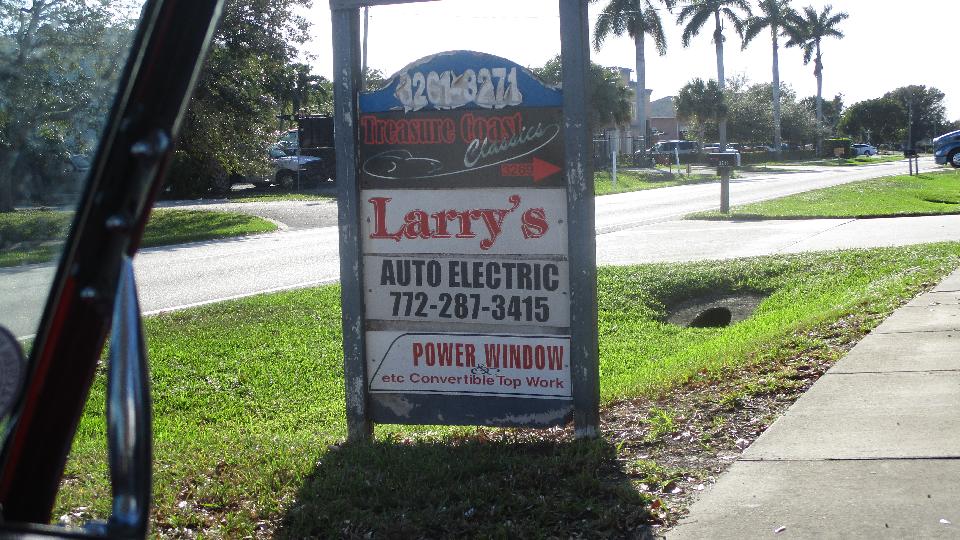 3261-3271
Treasure Coast
Classics
3269
Larry's
AUTO ELECTRIC
772-287-3415
POWER WINDOW
etc Convertible Top Work